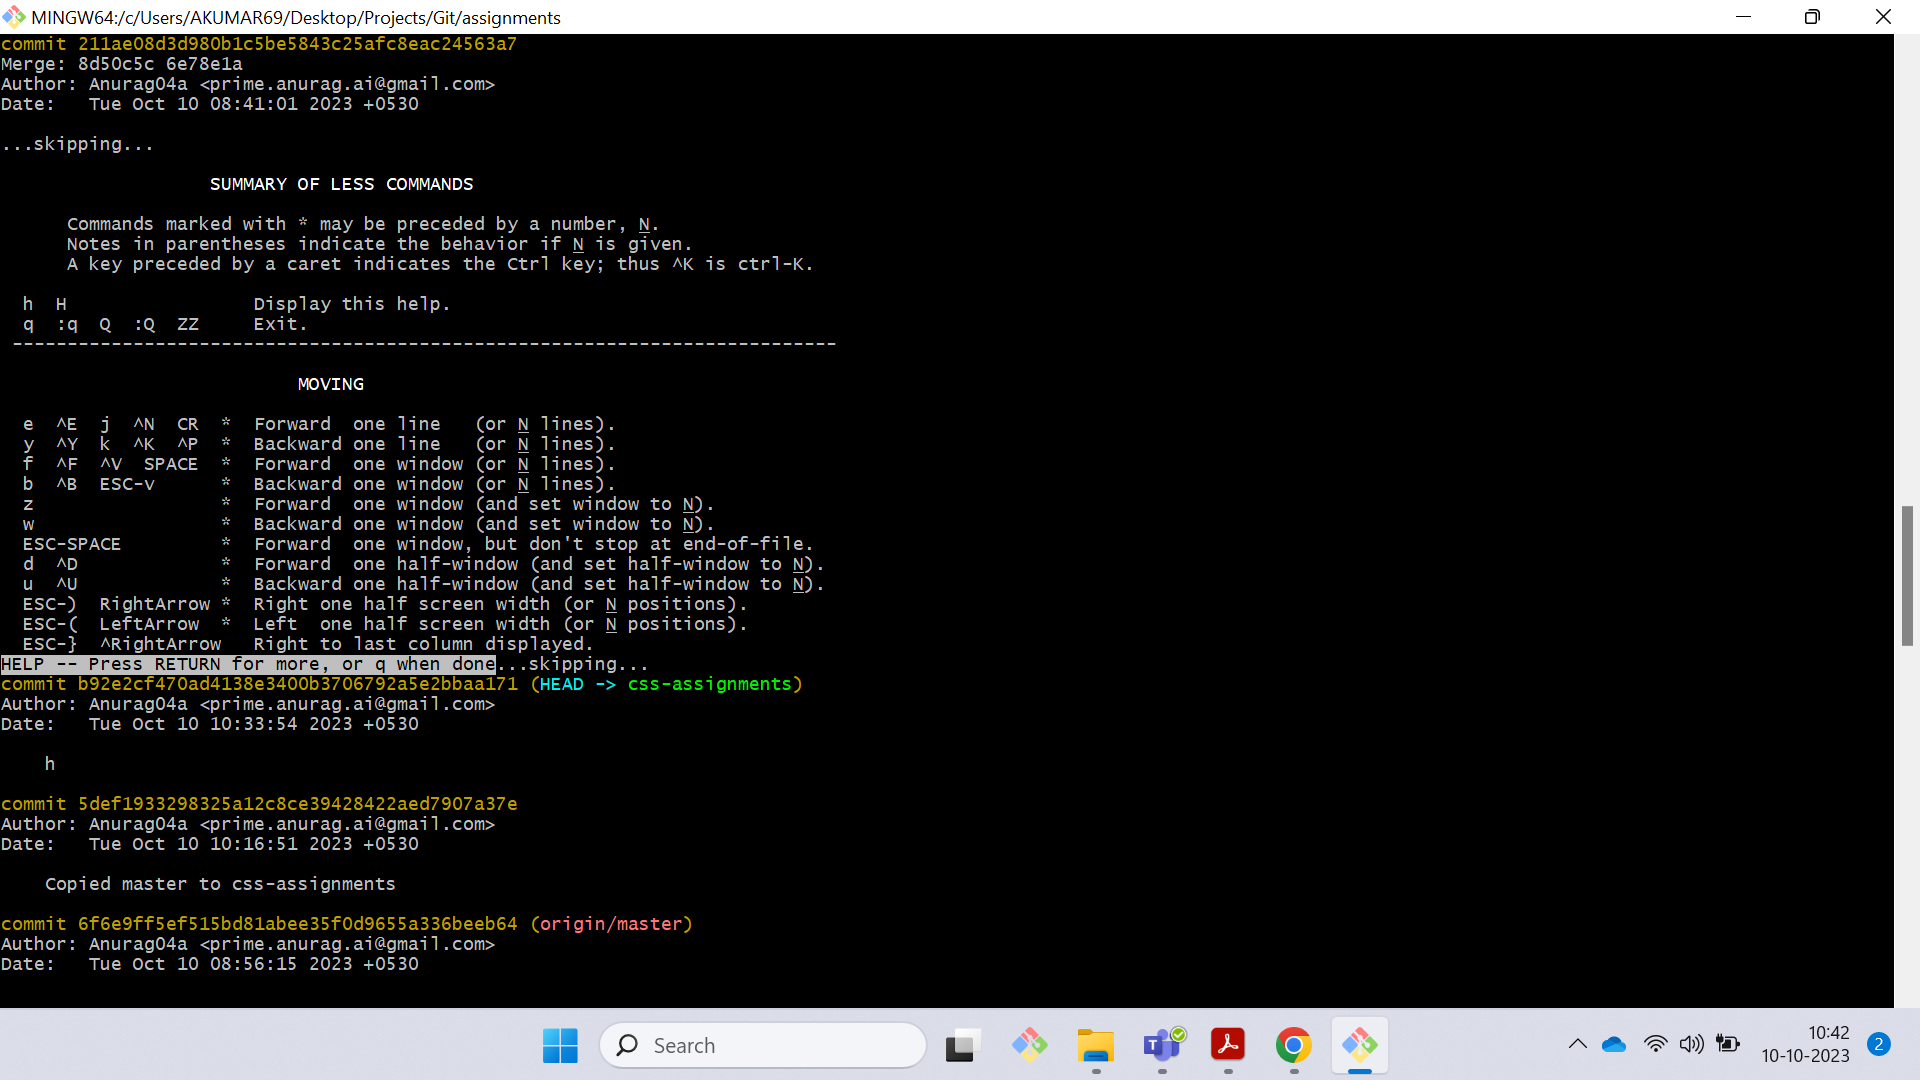 MINGW64:/c/Users/AKUMAR69/Desktop/Projects/Git/assignments
commit 211ae08d3d980b1c5be5843c25afc8eac24563a7
Merge: 8d50c5c 6e78e1a
Author: Anurag04a <prime.anurag.ai@gmail.com>
Date:   Tue Oct 10 08:41:01 2023 +0530
...skipping...
SUMMARY OF LESS COMMANDS
Commands marked with * may be preceded by a number, N.
Notes in parentheses indicate the behavior if N is given.
A key preceded by a caret indicates the Ctrl key; thus ^K is ctrl-K.
h  H                 Display this help.
q  :q  Q  :Q  ZZ     Exit.
---------------------------------------------------------------------------
MOVING
e  ^E  j  ^N  CR  *  Forward  one line   (or N lines).
y  ^Y  k  ^K  ^P  *  Backward one line   (or N lines).
f  ^F  ^V  SPACE  *  Forward  one window (or N lines).
b  ^B  ESC-v      *  Backward one window (or N lines).
z                 *  Forward  one window (and set window to N).
w                 *  Backward one window (and set window to N).
ESC-SPACE         *  Forward  one window, but don't stop at end-of-file.
d  ^D             *  Forward  one half-window (and set half-window to N).
u  ^U             *  Backward one half-window (and set half-window to N).
ESC-)  RightArrow *  Right one half screen width (or N positions).
ESC-(  LeftArrow  *  Left  one half screen width (or N positions).
ESC-}  ^RightArrow   Right to last column displayed.
HELP -- Press RETURN for more, or q when done...skipping...
commit b92e2cf470ad4138e3400b3706792a5e2bbaa171 (HEAD -> css-assignments)
Author: Anurag04a <prime.anurag.ai@gmail.com>
Date:   Tue Oct 10 10:33:54 2023 +0530
h
commit 5def1933298325a12c8ce39428422aed7907a37e
Author: Anurag04a <prime.anurag.ai@gmail.com>
Date:   Tue Oct 10 10:16:51 2023 +0530
Copied master to css-assignments
commit 6f6e9ff5ef515bd81abee35f0d9655a336beeb64 (origin/master)
Author: Anurag04a <prime.anurag.ai@gmail.com>
Date:   Tue Oct 10 08:56:15 2023 +0530
Search
10:42
10-10-2023
2